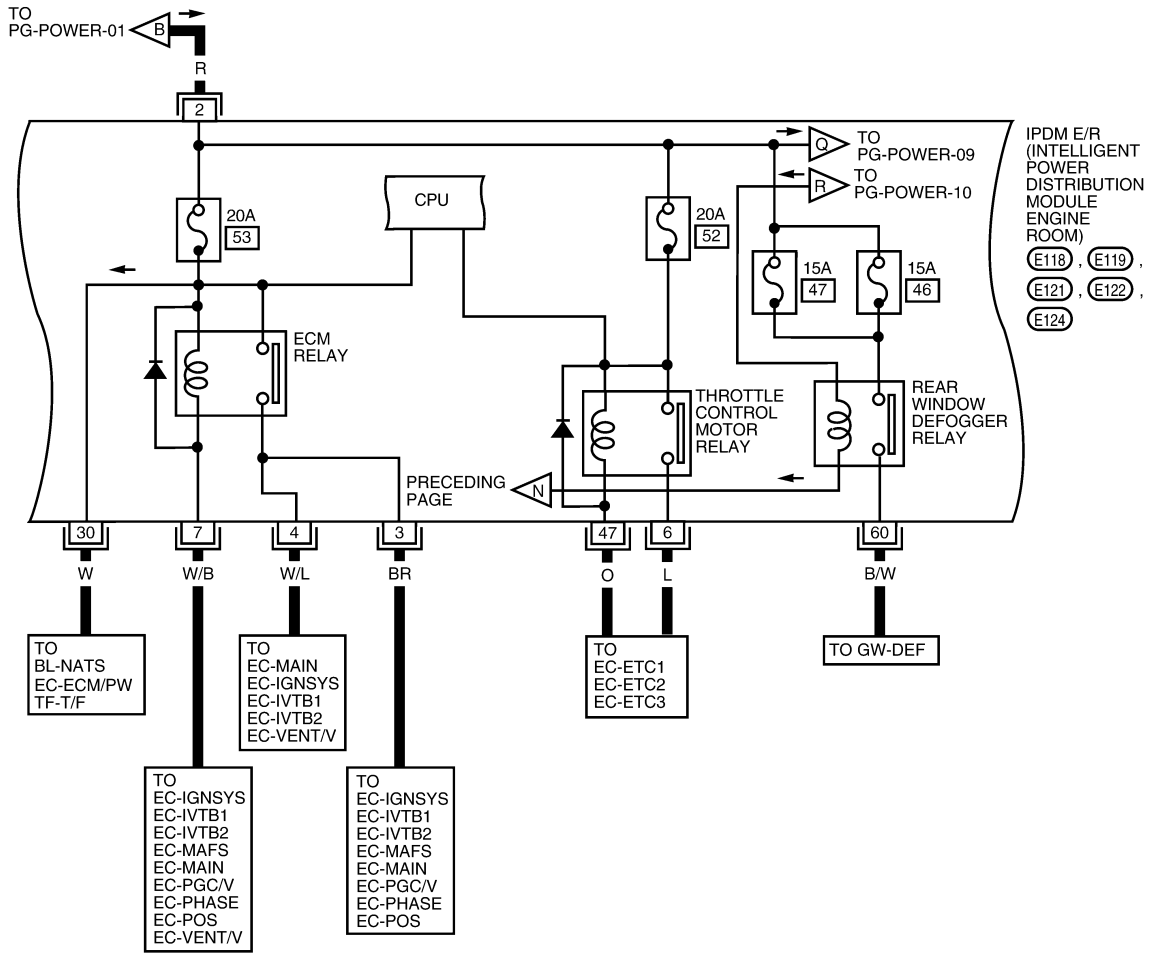 TO
PG-POWER-01
B
R
2
Q
TO
PG-POWER-09
R
TO
PG-POWER-10
IPDM E/R
(INTELLIGENT
POWER
DISTRIBUTION
MODULE
ENGINE
ROOM)
E118 , E119 ,
E121 , E122 ,
E124
CPU
20A
53
20A
52
15A
47
15A
46
ECM
RELAY
THROTTLE
CONTROL
MOTOR
RELAY
REAR
WINDOW
DEFOGGER
RELAY
PRECEDING
PAGE
N
30
7
4
3
47
6
60
W
W/B
W/L
BR
O
L
B/W
TO
BL-NATS
EC-ECM/PW
TF-T/F
TO
EC-MAIN
EC-IGNSYS
EC-IVTB1
EC-IVTB2
EC-VENT/V
TO
EC-ETC1
EC-ETC2
EC-ETC3
TO GW-DEF
TO
EC-IGNSYS
EC-IVTB1
EC-IVTB2
EC-MAFS
EC-MAIN
EC-PGC/V
EC-PHASE
EC-POS
EC-VENT/V
TO
EC-IGNSYS
EC-IVTB1
EC-IVTB2
EC-MAFS
EC-MAIN
EC-PGC/V
EC-PHASE
EC-POS